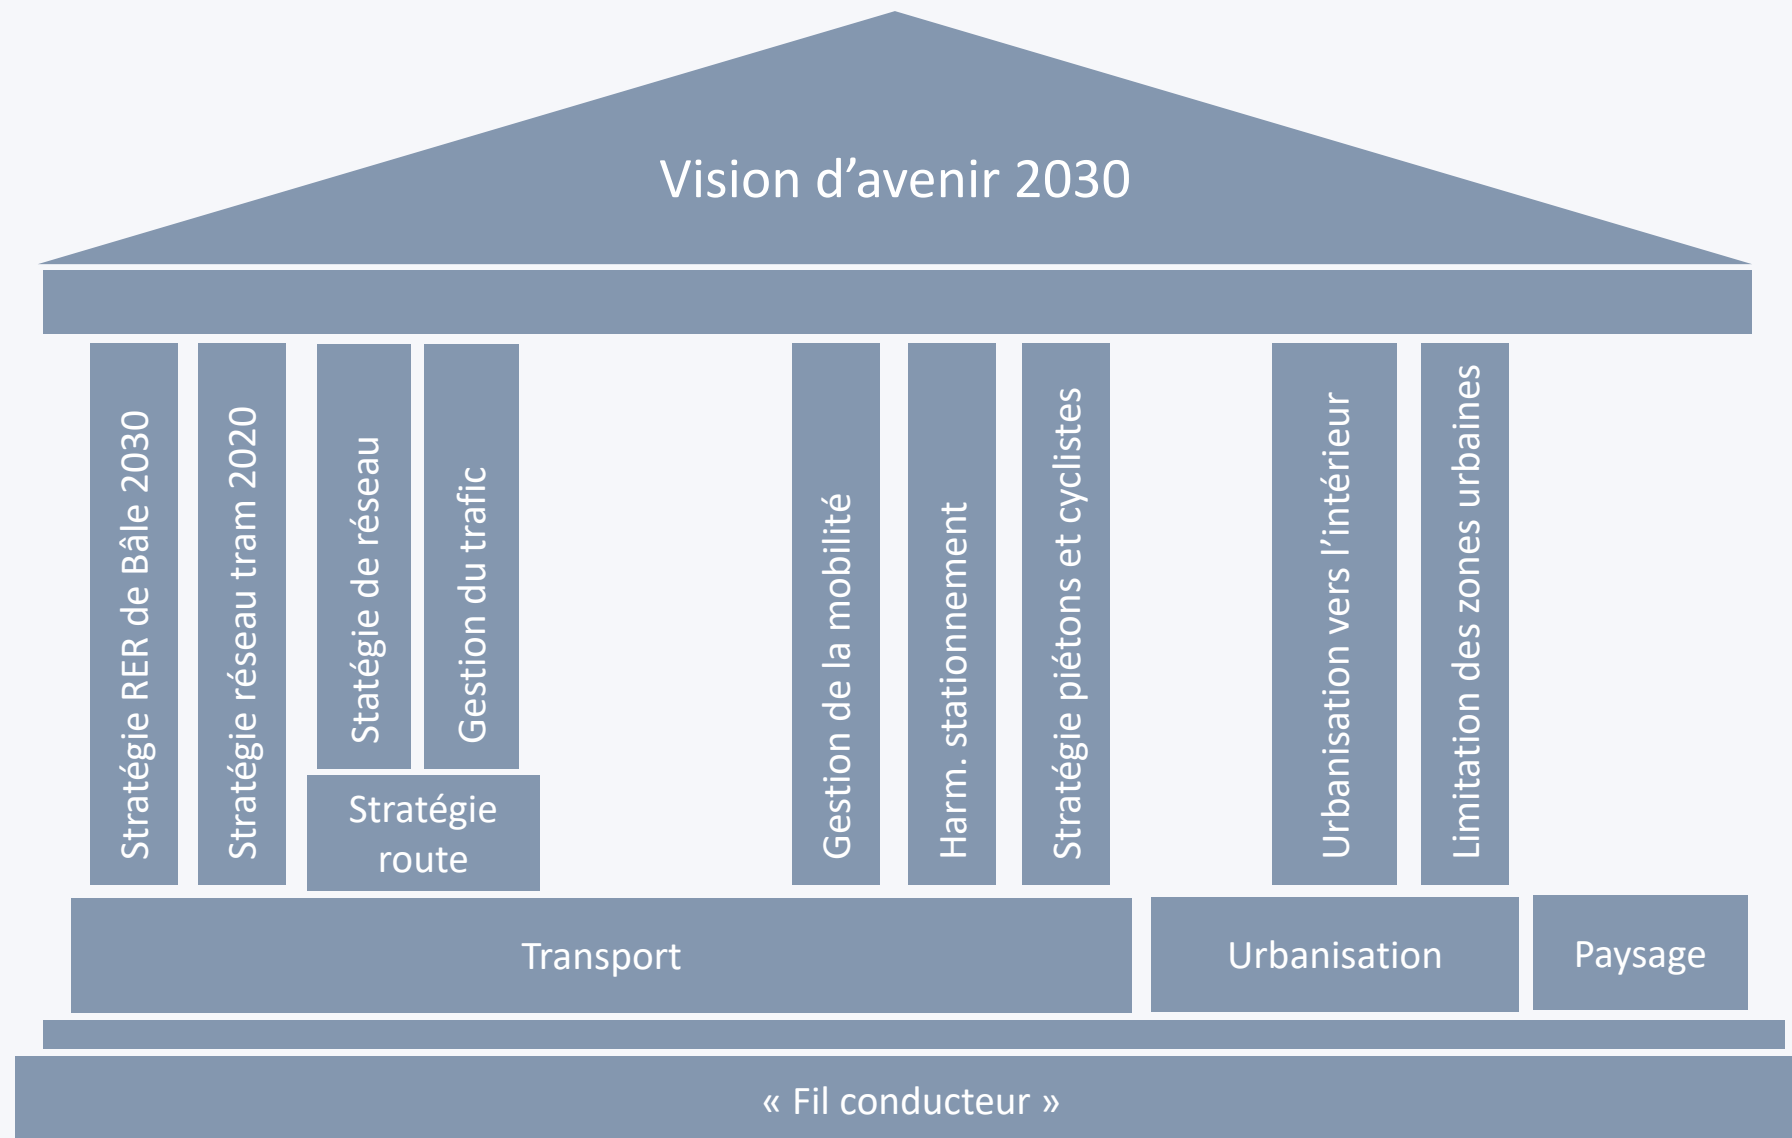 Vision d’avenir 2030
Stratégie RER de Bâle 2030
Stratégie réseau tram 2020
Statégie de réseau
Gestion du trafic
Stratégie
route
Gestion de la mobilité
Harm. stationnement
Stratégie piétons et cyclistes
Urbanisation vers l’intérieur
Limitation des zones urbaines
Transport
Urbanisation
Paysage
« Fil conducteur »